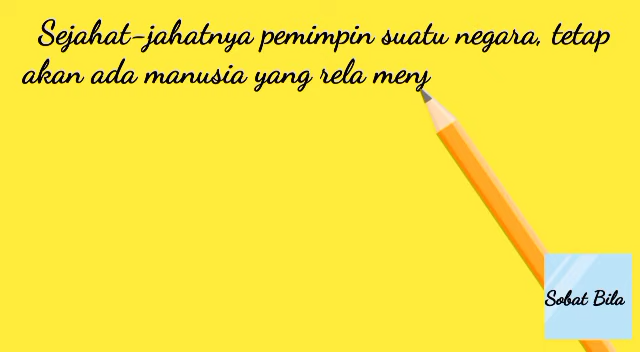 Sejahat-jahatnya pemimpin suatu negara, tetap
akan ada manusia yang rela meny
Sobat Bila